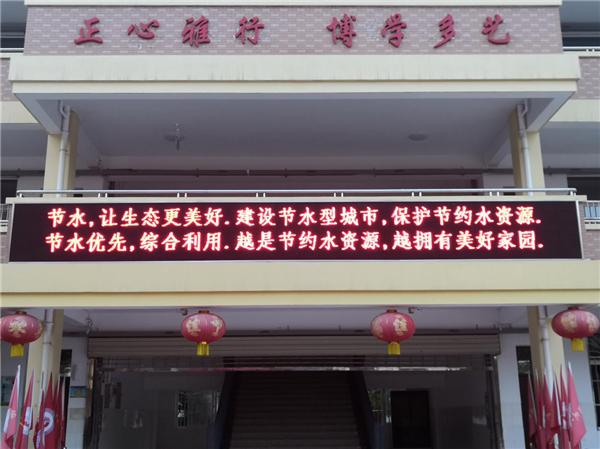 正心雅行 博学多艺
节水,让生态更美好.建设节水型城市,保护节约水资源.
节水优先,综合利用.越是节约水资源,越拥有美好家园.